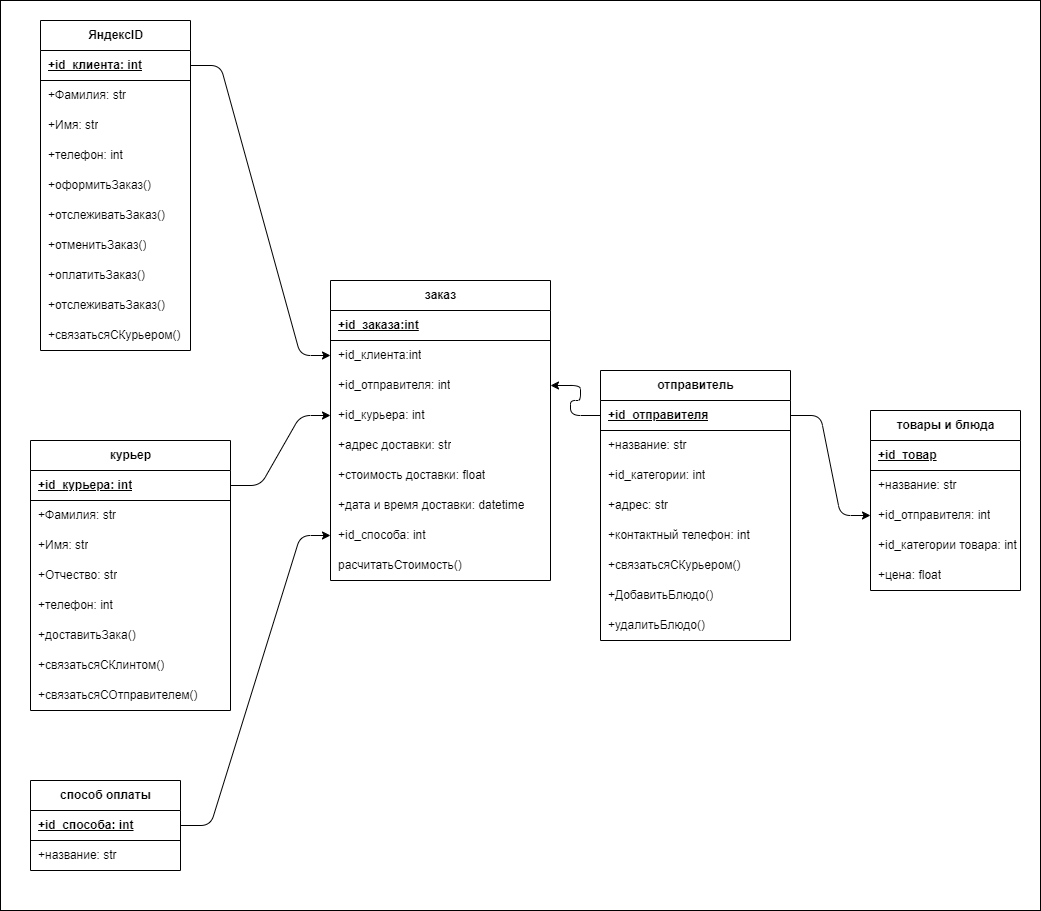 ЯндексID
+id_клиента: int
+Фамилия: str
+Имя: str
+телефон: int
+оформитьЗаказ()
+отслеживатьЗаказ()
+отменитьЗаказ()
+оплатитьЗаказ()
+отслеживатьЗаказ()
+связатьсяСКурьером()
курьер
+id_курьера: int
+Фамилия: str
+Имя: str
+Отчество: str
+телефон: int
+доставитьЗака()
+связатьсяСКлинтом()
+связатьсяСОтправителем()
способ оплаты
+id_способа: int
+название: str
заказ
+id_заказа:int
+id_клиента:int
+id_отправителя: int
+id_курьера: int
+адрес доставки: str
+стоимость доставки: float
+дата и время доставки: datetime
+id_способа: int
расчитатьСтоимость()
отправитель
+id_отправителя
+название: str
+id_категории: int
+адрес: str
+контактный телефон: int
+связатьсяСКурьером()
+ДобавитьБлюдо()
+удалитьБлюдо()
товары и блюда
+id_товар
+название: str
+id_отправителя: int
+id_категории товара: int
+цена: float